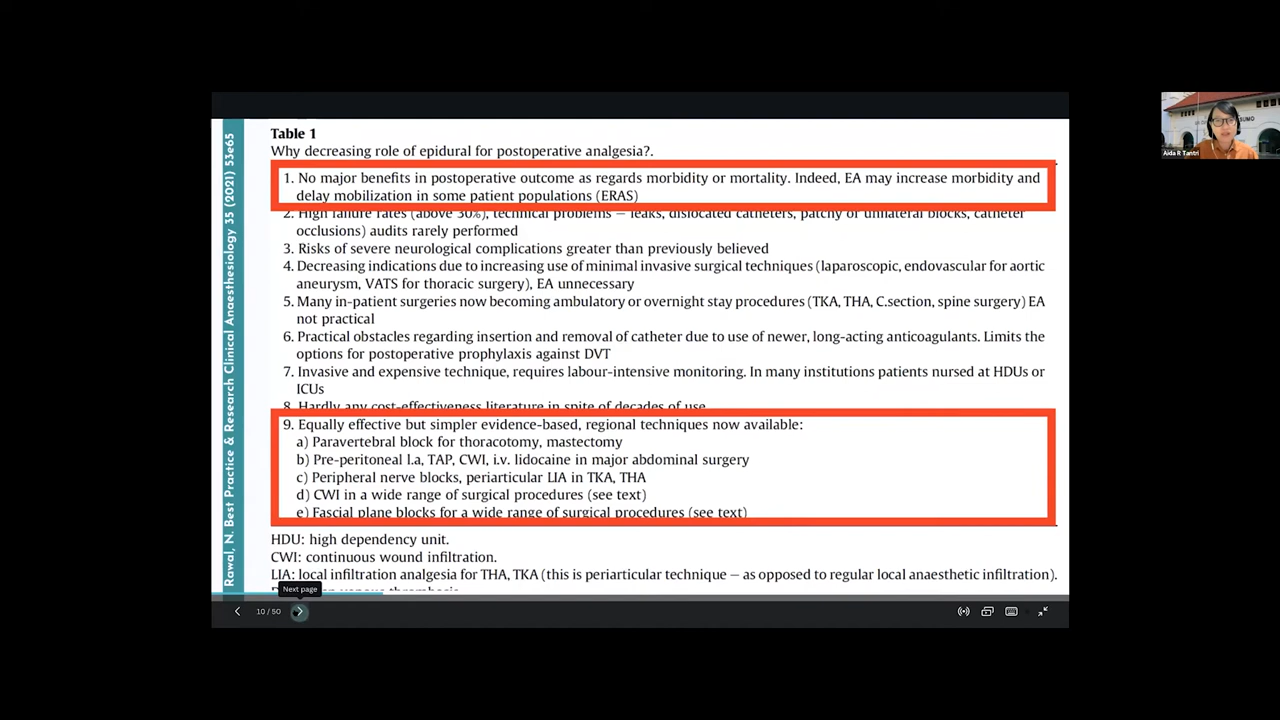 Table 1
Why decreasing role of epidural for postoperative analgesia?.
1. No major benefits in postoperative outcome as regards morbidity or mortality. Indeed, EA may increase morbidity and
delay mobilization in some patient populations (ERAS)
2. High failure rates (above 30%), technical problems – leaks, dislocated catheters, patchy or unilateral blocks, catheter
occlusions) audits rarely performed
3. Risks of severe neurological complications greater than previously believed
4. Decreasing indications due to increasing use of minimal invasive surgical techniques (laparoscopic, endovascular for aortic
aneurysm, VATS for thoracic surgery), EA unnecessary
5. Many in-patient surgeries now becoming ambulatory or overnight stay procedures (TKA, THA, C.section, spine surgery) EA
not practical
6. Practical obstacles regarding insertion and removal of catheter due to use of newer, long-acting anticoagulants. Limits the
options for postoperative prophylaxis against DVT
7. Invasive and expensive technique, requires labour-intensive monitoring. In many institutions patients nursed at HDUs or
ICUs
8. Hardly any cost-effectiveness literature in spite of decades of use.
9. Equally effective but simpler evidence-based, regional techniques now available:
a) Paravertebral block for thoracotomy, mastectomy
b) Pre-peritoneal l.a, TAP, CWI, i.v. lidocaine in major abdominal surgery
c) Peripheral nerve blocks, periarticular LIA in TKA, THA
d) CWI in a wide range of surgical procedures (see text)
e) Fascial plane blocks for a wide range of surgical procedures (see text)
HDU: high dependency unit.
CWI: continuous wound infiltration.
LIA: local infiltration analgesia for THA, TKA (this is periarticular technique – as opposed to regular local anaesthetic infiltration).
Rawal, N. Best Practice & Research Clinical Anaesthesiology 35 (2021) 53e65
Next page
10 / 50
Aida R Tantri